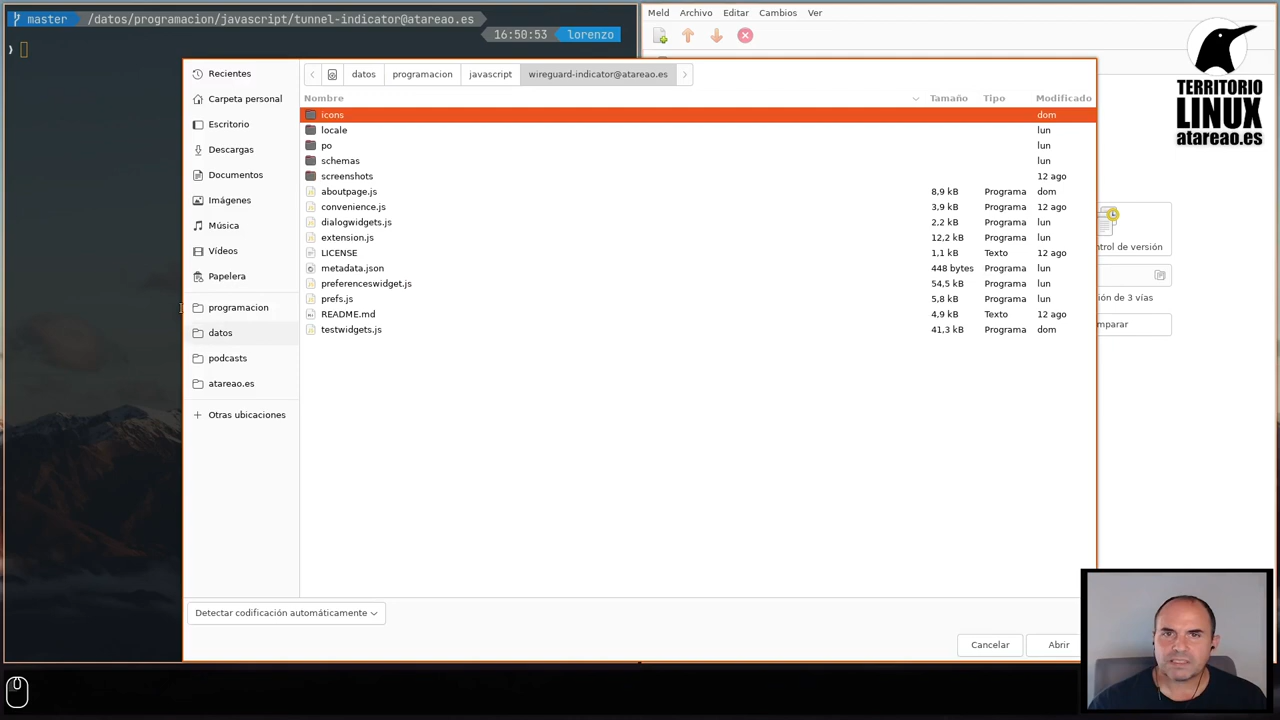 master /datos/programacion/javascript/tunnel-indicator@atareao.es
16:50:53 lorenzo
Meld Archivo Editar Cambios Ver
TERRITORIO
LINUX
atareao.es
Recientes
Carpeta personal
Escritorio
Descargas
Documentos
Imágenes
Música
Vídeos
Papelera
programacion
datos
podcasts
atareao.es
Otras ubicaciones
datos programacion javascript wireguard-indicator@atareao.es
Nombre Tamaño Tipo Modificado
icons dom
locale lun
po lun
schemas lun
screenshots 12 ago
aboutpage.js 8,9 kB Programa dom
convenience.js 3,9 kB Programa 12 ago
dialogwidgets.js 2,2 kB Programa lun
extension.js 12,2 kB Programa lun
LICENSE 1,1 kB Texto 12 ago
metadata.json 448 bytes Programa lun
preferenceswidget.js 54,5 kB Programa lun
prefs.js 5,8 kB Programa lun
README.md 4,9 kB Texto 12 ago
testwidgets.js 41,3 kB Programa dom
ntrol de versión
ión de 3 vías
mparar
Detectar codificación automáticamente
Cancelar Abrir